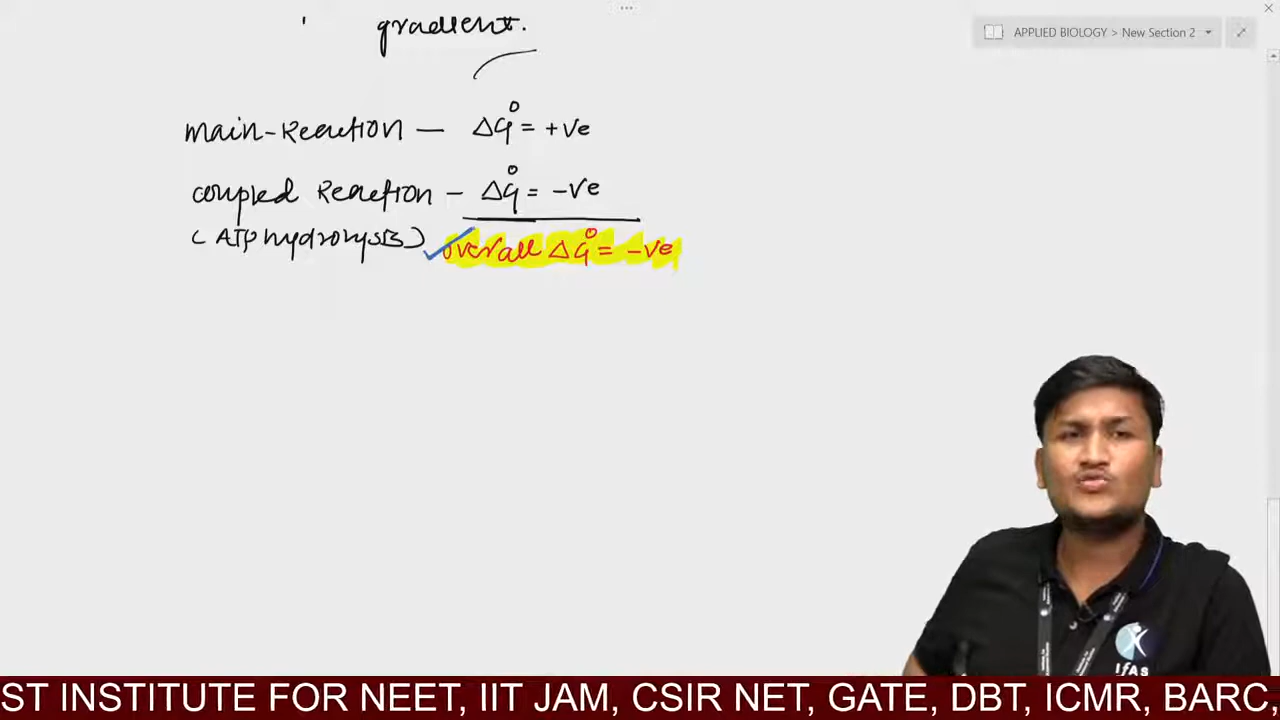 gradient.
APPLIED BIOLOGY > New Section 2
main-Reaction — ΔG° = +ve
coupled Reaction – ΔG° = -ve
(ATP hydrolysis)
overall ΔG° = -ve
IFAS
ST INSTITUTE FOR NEET, IIT JAM, CSIR NET, GATE, DBT, ICMR, BARC,